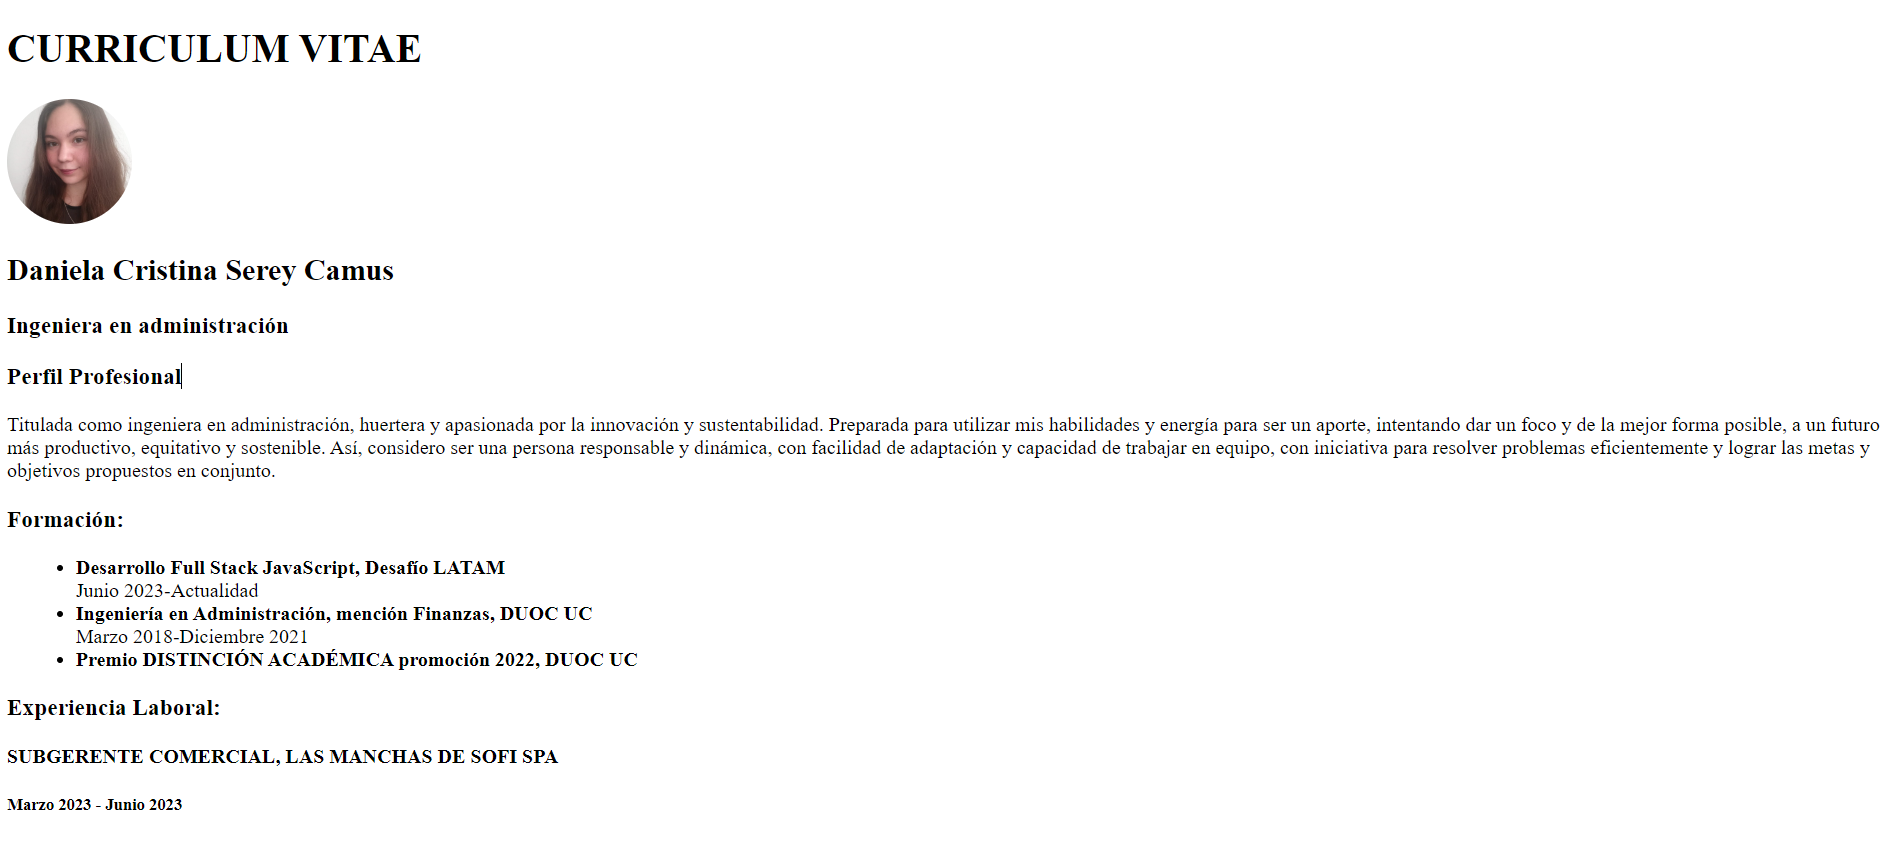 CURRICULUM VITAE
Daniela Cristina Serey Camus
Ingeniera en administración
Perfil Profesional
Titulada como ingeniera en administración, huertera y apasionada por la innovación y sustentabilidad. Preparada para utilizar mis habilidades y energía para ser un aporte, intentando dar un foco y de la mejor forma posible, a un futuro
más productivo, equitativo y sostenible. Así, considero ser una persona responsable y dinámica, con facilidad de adaptación y capacidad de trabajar en equipo, con iniciativa para resolver problemas eficientemente y lograr las metas y
objetivos propuestos en conjunto.
Formación:
• Desarrollo Full Stack JavaScript, Desafío LATAM
Junio 2023-Actualidad
• Ingeniería en Administración, mención Finanzas, DUOC UC
Marzo 2018-Diciembre 2021
• Premio DISTINCIÓN ACADÉMICA promoción 2022, DUOC UC
Experiencia Laboral:
SUBGERENTE COMERCIAL, LAS MANCHAS DE SOFI SPA
Marzo 2023 - Junio 2023